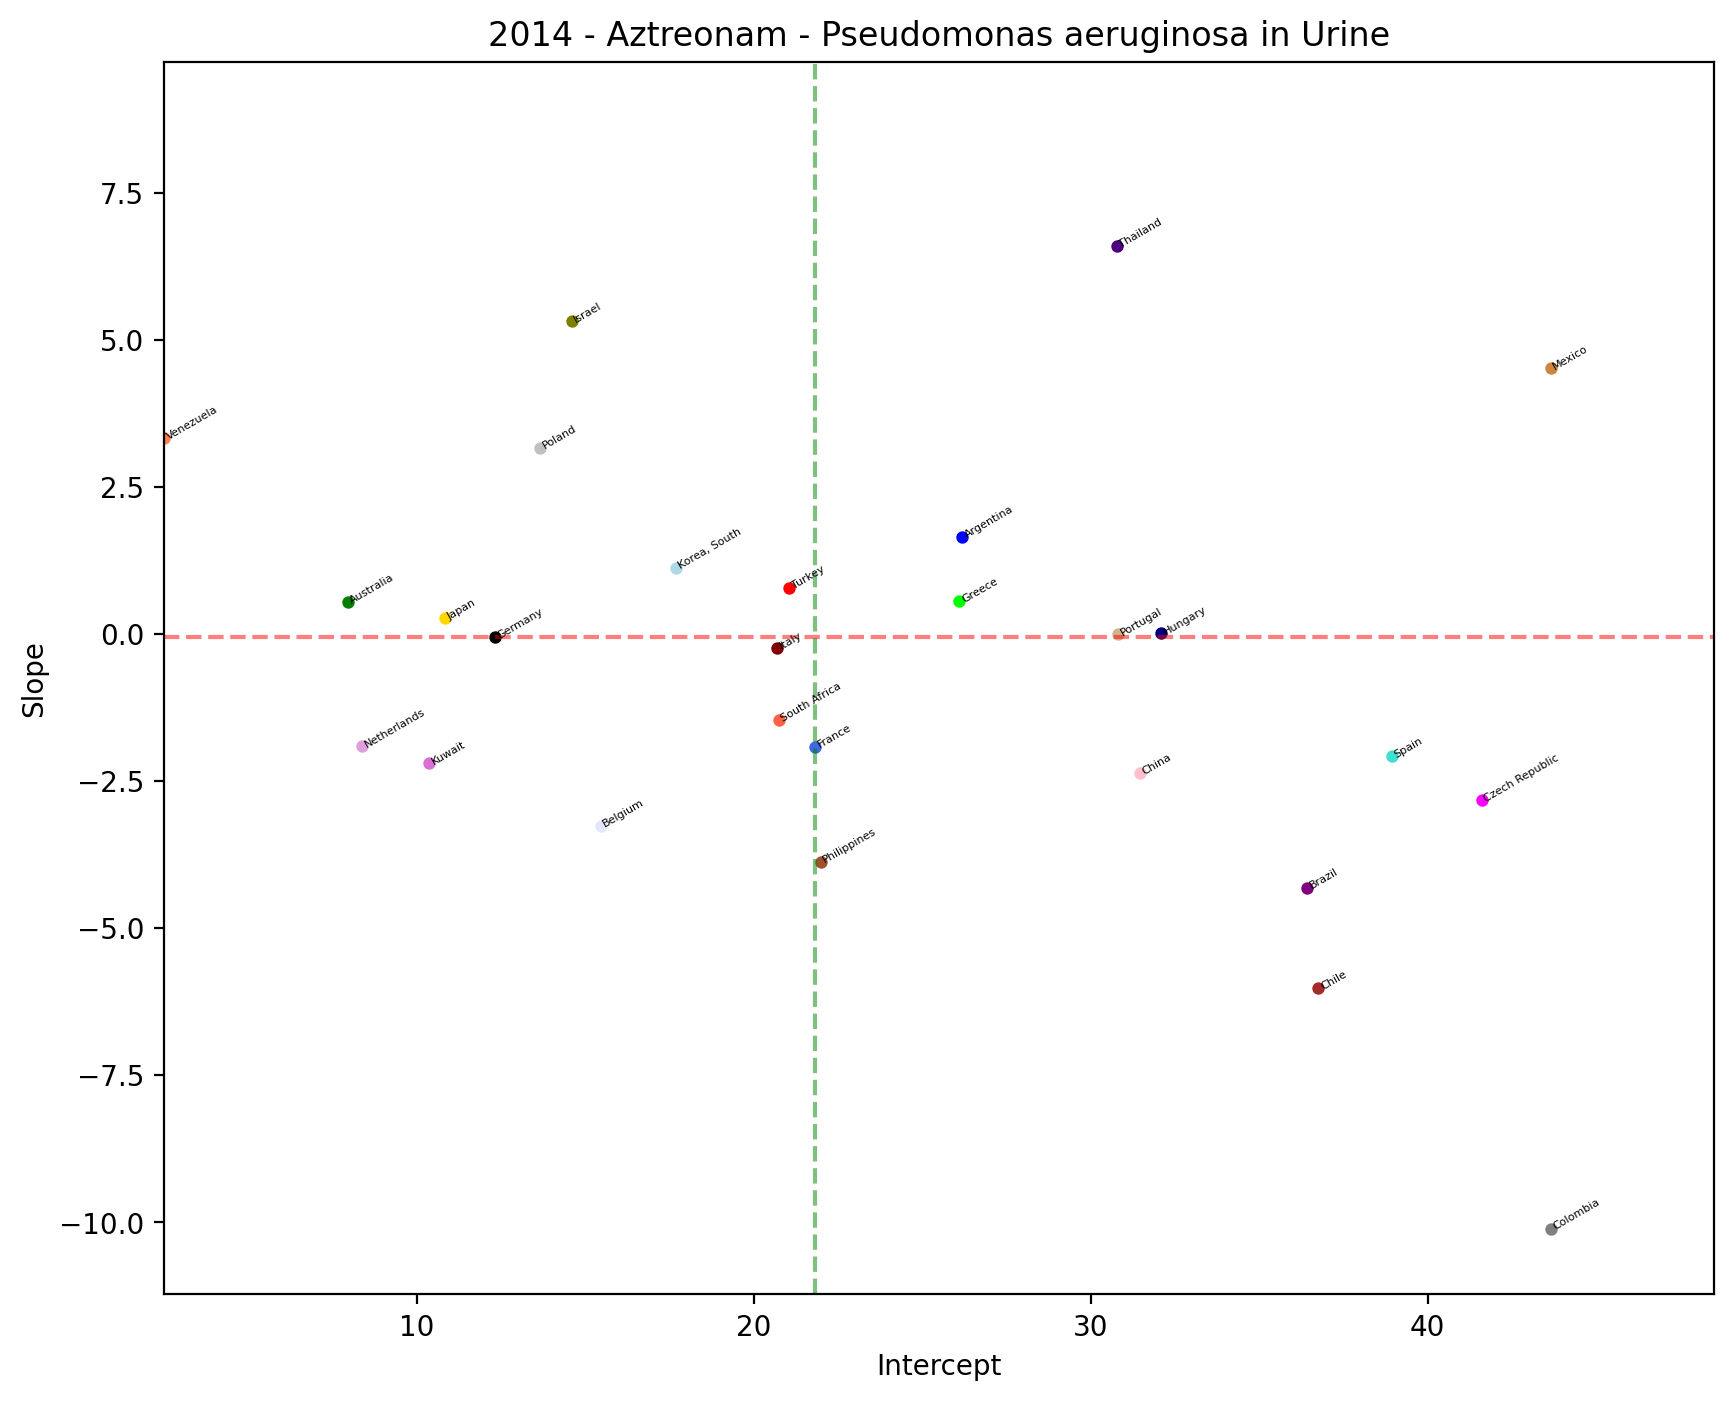 2014 - Aztreonam - Pseudomonas aeruginosa in Urine
7.5
Thailand
Israel
5.0
Mexico
Venezuela
Poland
2.5
Argentina
Korea, South
Turkey
Australia
Greece
Japan
Germany
Portugal
Hungary
0.0
Italy
Slope
South Africa
Netherlands
France
Kuwait
Spain
China
−2.5
Czech Republic
Belgium
Philippines
Brazil
−5.0
Chile
−7.5
Colombia
−10.0
10
20
30
40
Intercept